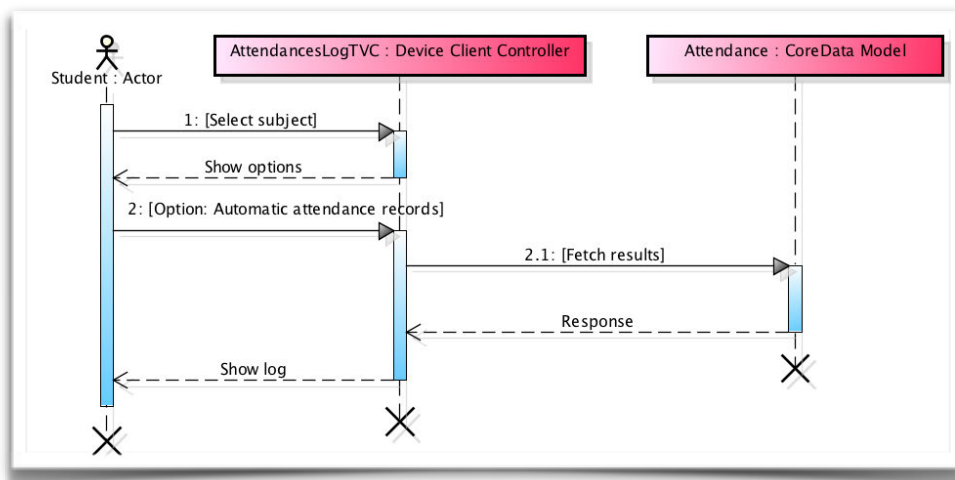 Student : Actor
AttendancesLogTVC : Device Client Controller
Attendance : CoreData Model
1: [Select subject]
Show options
2: [Option: Automatic attendance records]
2.1: [Fetch results]
Response
Show log